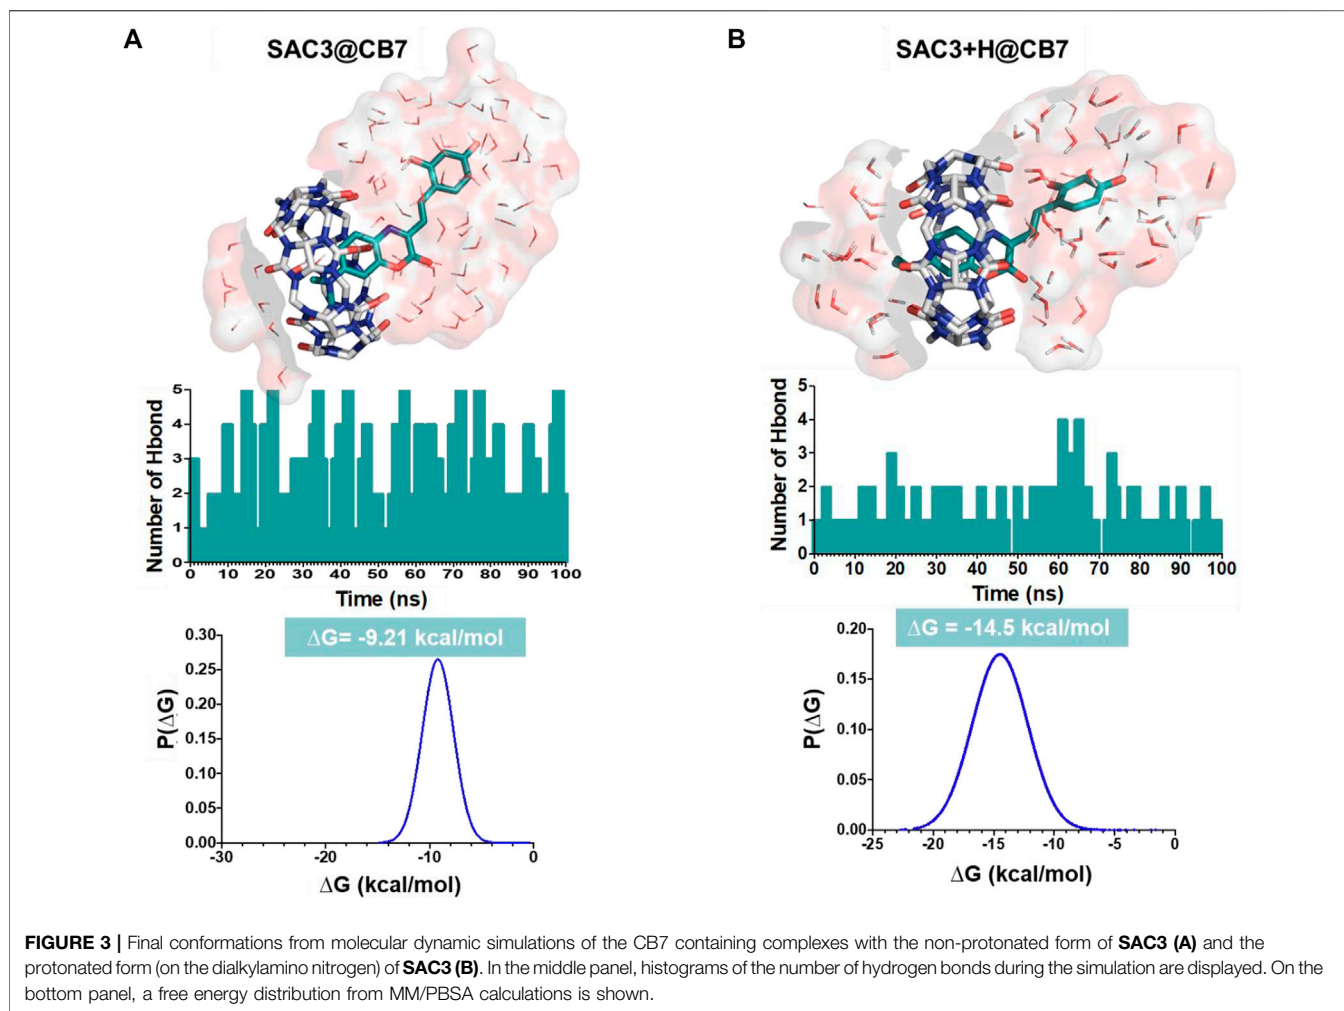 A
SAC3@CB7
B
SAC3+H@CB7
5
4
3
2
1
0
Number of Hbond
0 10 20 30 40 50 60 70 80 90 100
Time (ns)
5
4
3
2
1
0
Number of Hbond
0 10 20 30 40 50 60 70 80 90 100
Time (ns)
ΔG= -9.21 kcal/mol
0.30
0.25
0.20
0.15
0.10
0.05
0.00
P(ΔG)
-30 -20 -10 0
ΔG (kcal/mol)
ΔG = -14.5 kcal/mol
0.20
0.15
0.10
0.05
0.00
P(ΔG)
-25 -20 -15 -10 -5 0
ΔG (kcal/mol)
FIGURE 3 | Final conformations from molecular dynamic simulations of the CB7 containing complexes with the non-protonated form of SAC3 (A) and the
protonated form (on the dialkylamino nitrogen) of SAC3 (B). In the middle panel, histograms of the number of hydrogen bonds during the simulation are displayed. On the
bottom panel, a free energy distribution from MM/PBSA calculations is shown.